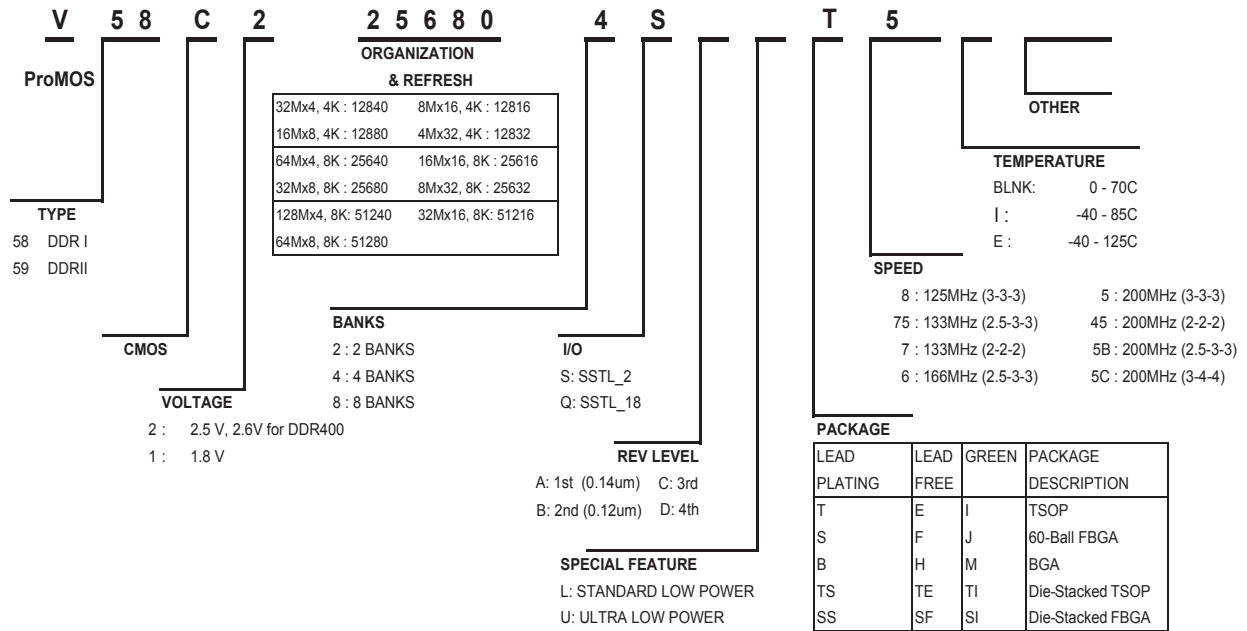 V 5 8 C 2 2 5 6 8 0 4 S T 5
ProMOS
ORGANIZATION
& REFRESH
32Mx4, 4K : 12840 8Mx16, 4K : 12816
16Mx8, 4K : 12880 4Mx32, 4K : 12832
64Mx4, 8K : 25640 16Mx16, 8K : 25616
32Mx8, 8K : 25680 8Mx32, 8K : 25632
128Mx4, 8K: 51240 32Mx16, 8K: 51216
64Mx8, 8K : 51280
OTHER
TEMPERATURE
BLNK: 0 - 70C
I : -40 - 85C
E : -40 - 125C
TYPE
58 DDR I
59 DDRII
SPEED
8 : 125MHz (3-3-3) 5 : 200MHz (3-3-3)
75 : 133MHz (2.5-3-3) 45 : 200MHz (2-2-2)
7 : 133MHz (2-2-2) 5B : 200MHz (2.5-3-3)
6 : 166MHz (2.5-3-3) 5C : 200MHz (3-4-4)
CMOS
BANKS
2 : 2 BANKS
4 : 4 BANKS
8 : 8 BANKS
I/O
S: SSTL_2
Q: SSTL_18
VOLTAGE
2 : 2.5 V, 2.6V for DDR400
1 : 1.8 V
REV LEVEL
A: 1st (0.14um) C: 3rd
B: 2nd (0.12um) D: 4th
SPECIAL FEATURE
L: STANDARD LOW POWER
U: ULTRA LOW POWER
PACKAGE
LEAD LEAD GREEN PACKAGE
PLATING FREE DESCRIPTION
T E I TSOP
S F J 60-Ball FBGA
B H M BGA
TS TE TI Die-Stacked TSOP
SS SF SI Die-Stacked FBGA